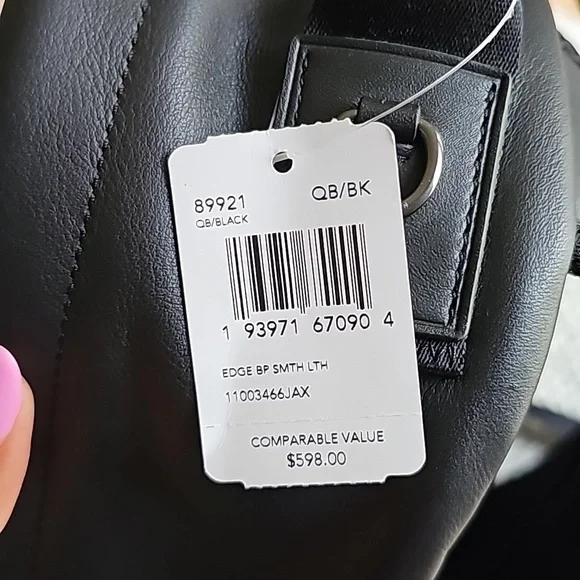 89921 QB/BK
QB/BLACK
1 93971 67090 4
EDGE BP SMTH LTH
11003466JAX
COMPARABLE VALUE
$598.00